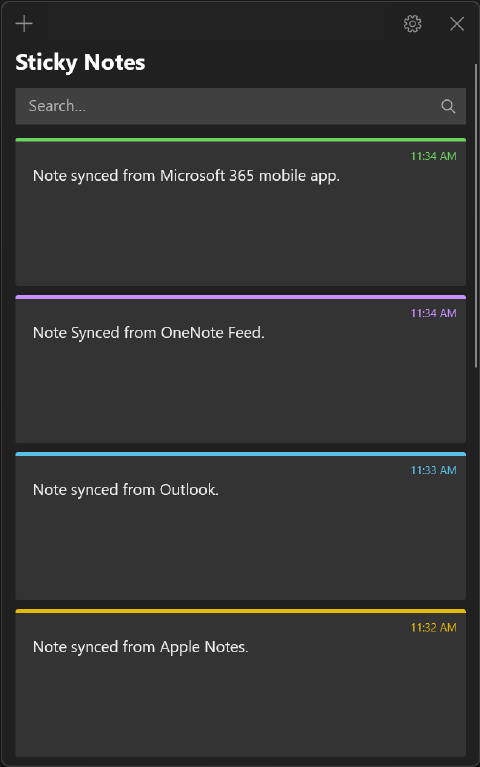 Sticky Notes
Search...
11:34 AM
Note synced from Microsoft 365 mobile app.
11:34 AM
Note Synced from OneNote Feed.
11:33 AM
Note synced from Outlook.
11:32 AM
Note synced from Apple Notes.